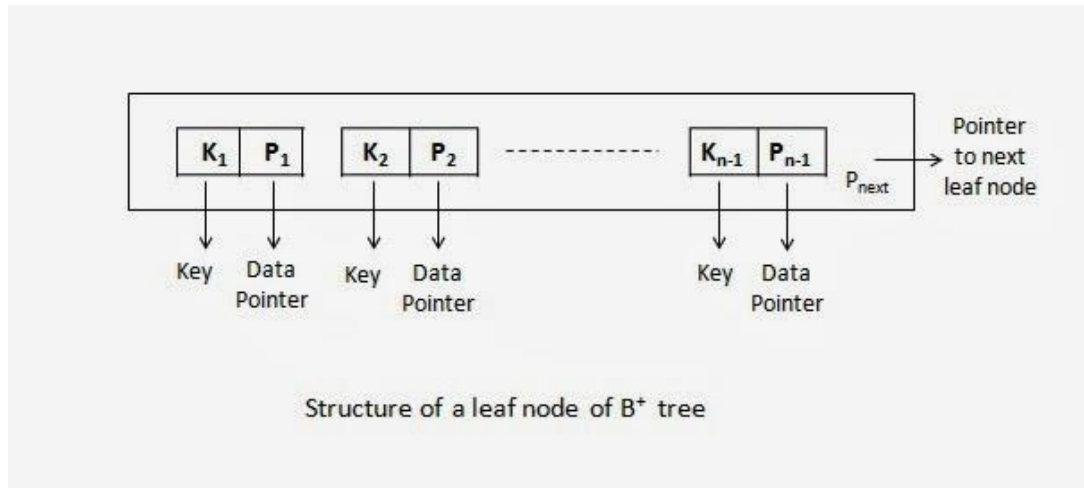 K₁ P₁ K₂ P₂ Kₙ₋₁ Pₙ₋₁
Pnext
Pointer
to next
leaf node
Key Data Key Data Key Data
Pointer Pointer Pointer
Structure of a leaf node of B⁺ tree